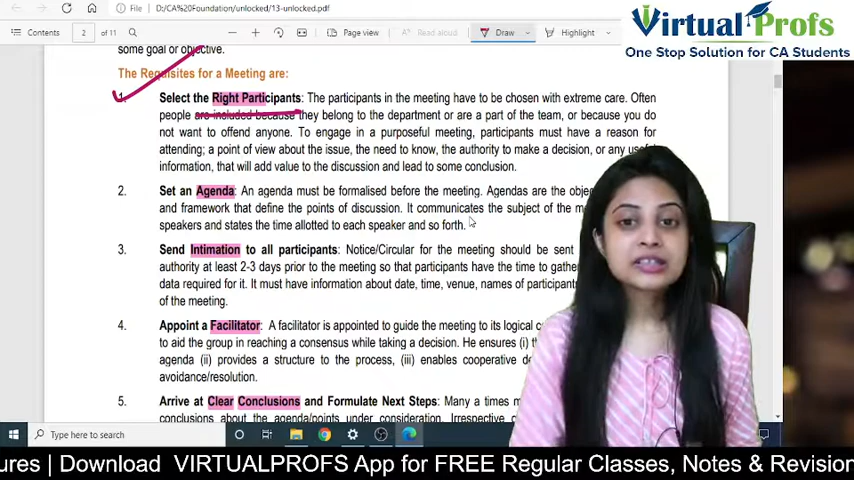 File | D:/CA%20Foundation/unlocked/13-unlocked.pdf
Contents 2 of 11 Page view Read aloud Draw Highlight
Virtual Profs
One Stop Solution for CA Students
some goal or objective.
The Requisites for a Meeting are:
1. Select the Right Participants: The participants in the meeting have to be chosen with extreme care. Often
people are included because they belong to the department or are a part of the team, or because you do
not want to offend anyone. To engage in a purposeful meeting, participants must have a reason for
attending; a point of view about the issue, the need to know, the authority to make a decision, or any
information, that will add value to the discussion and lead to some conclusion.
2. Set an Agenda: An agenda must be formalised before the meeting. Agendas are the
and framework that define the points of discussion. It communicates the subject of the
speakers and states the time allotted to each speaker and so forth.
3. Send Intimation to all participants: Notice/Circular for the meeting should be sent
authority at least 2-3 days prior to the meeting so that participants have the time to
data required for it. It must have information about date, time, venue, names of
of the meeting.
4. Appoint a Facilitator: A facilitator is appointed to guide the meeting to its logical
to aid the group in reaching a consensus while taking a decision. He ensures (i)
agenda (ii) provides a structure to the process, (iii) enables cooperative
avoidance/resolution.
5. Arrive at Clear Conclusions and Formulate Next Steps: Many a times
conclusions about the agenda/points under consideration. Irrespective
Type here to search
ures | Download VIRTUALPROFS App for FREE Regular Classes, Notes & Revision